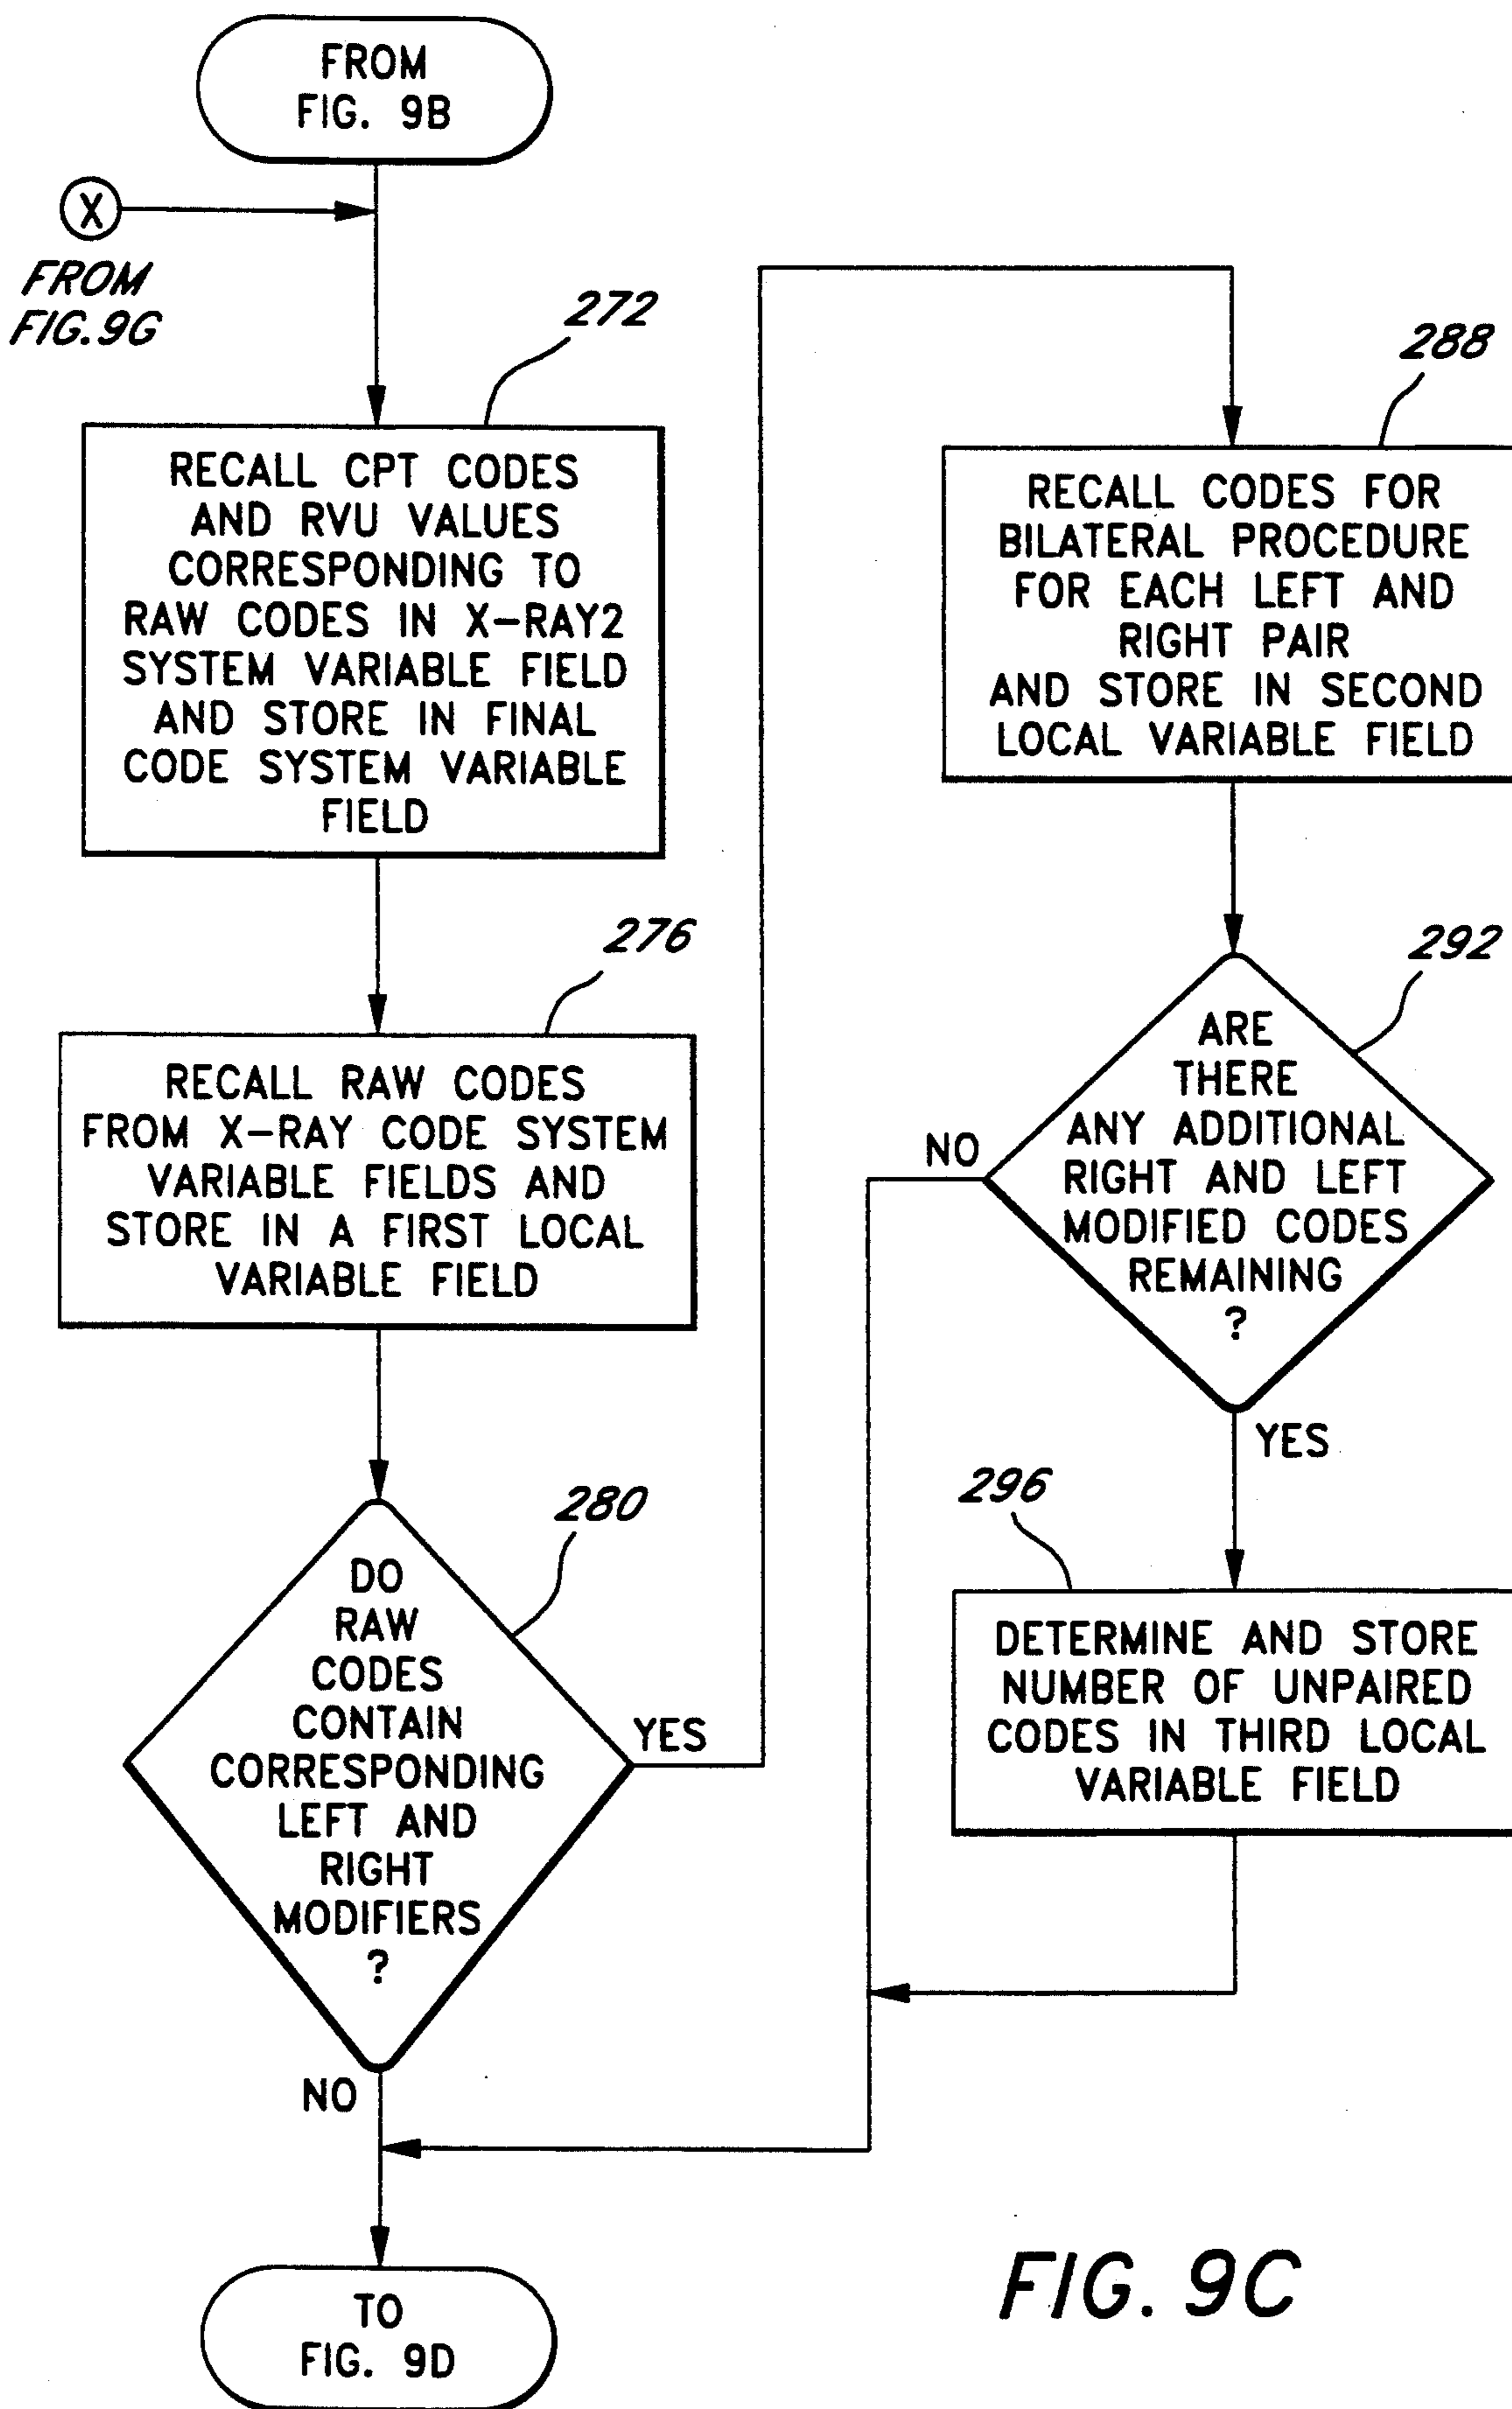 FROM
FIG. 9B
X
FROM
FIG. 9G
272
RECALL CPT CODES
AND RVU VALUES
CORRESPONDING TO
RAW CODES IN X-RAY2
SYSTEM VARIABLE FIELD
AND STORE IN FINAL
CODE SYSTEM VARIABLE
FIELD
276
RECALL RAW CODES
FROM X-RAY CODE SYSTEM
VARIABLE FIELDS AND
STORE IN A FIRST LOCAL
VARIABLE FIELD
280
DO
RAW
CODES
CONTAIN
CORRESPONDING
LEFT AND
RIGHT
MODIFIERS
?
YES
NO
288
RECALL CODES FOR
BILATERAL PROCEDURE
FOR EACH LEFT AND
RIGHT PAIR
AND STORE IN SECOND
LOCAL VARIABLE FIELD
292
ARE
THERE
ANY ADDITIONAL
RIGHT AND LEFT
MODIFIED CODES
REMAINING
?
NO
YES
296
DETERMINE AND STORE
NUMBER OF UNPAIRED
CODES IN THIRD LOCAL
VARIABLE FIELD
TO
FIG. 9D
FIG. 9C